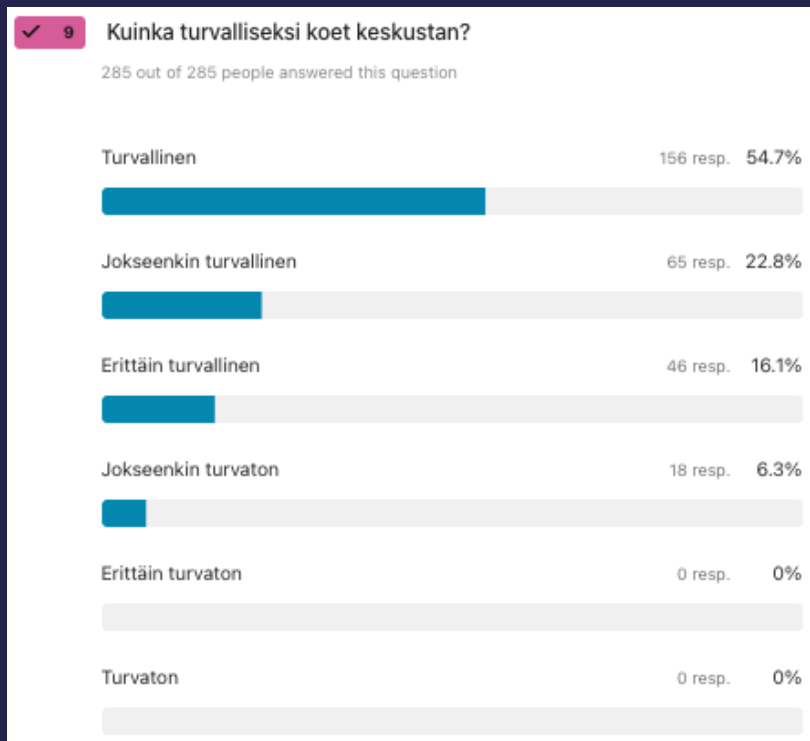 9 Kuinka turvalliseksi koet keskustan?
285 out of 285 people answered this question
Turvallinen 156 resp. 54.7%
Jokseenkin turvallinen 65 resp. 22.8%
Erittäin turvallinen 46 resp. 16.1%
Jokseenkin turvaton 18 resp. 6.3%
Erittäin turvaton 0 resp. 0%
Turvaton 0 resp. 0%